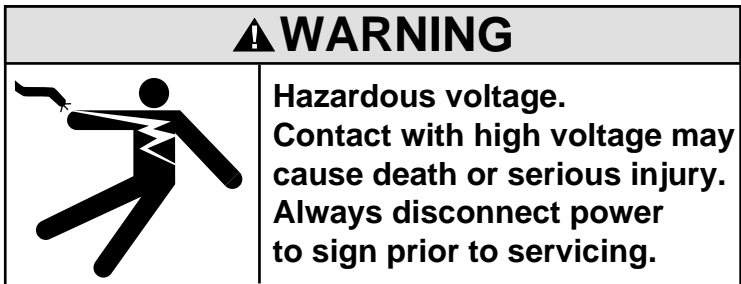 WARNING
Hazardous voltage.
Contact with high voltage may
cause death or serious injury.
Always disconnect power
to sign prior to servicing.